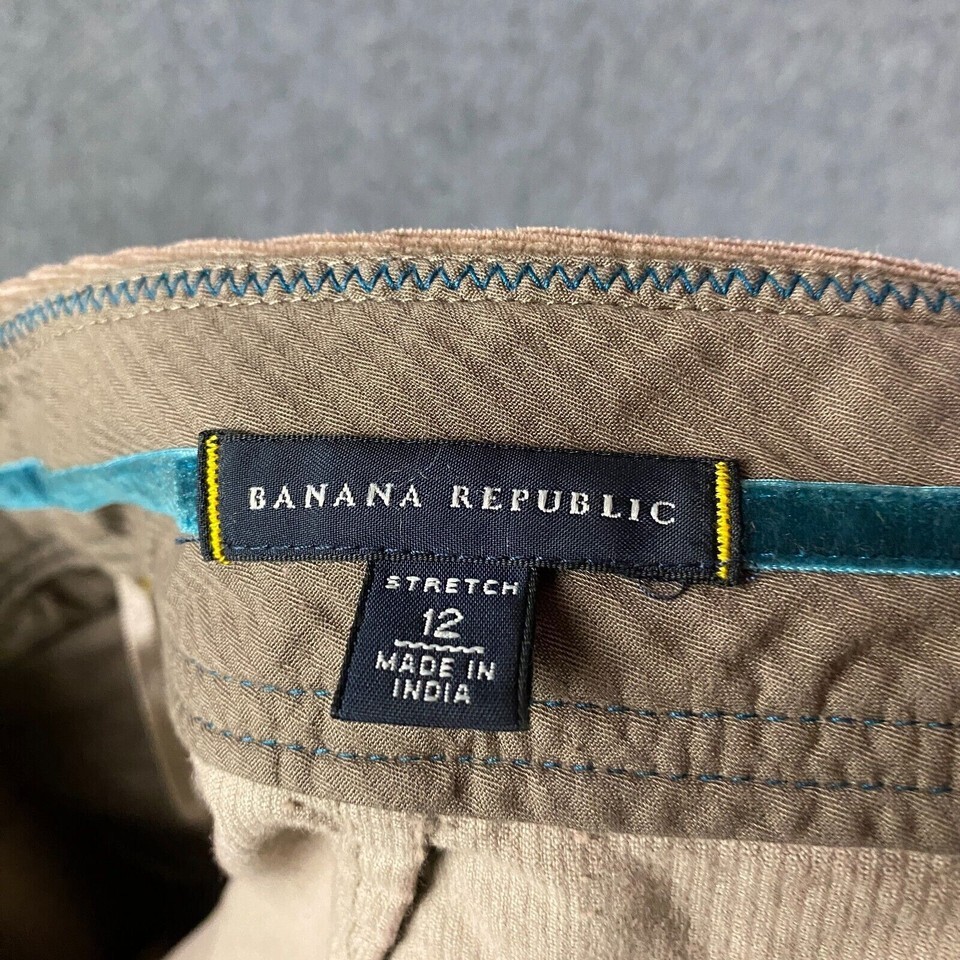 BANANA REPUBLIC
STRETCH
12
MADE IN
INDIA